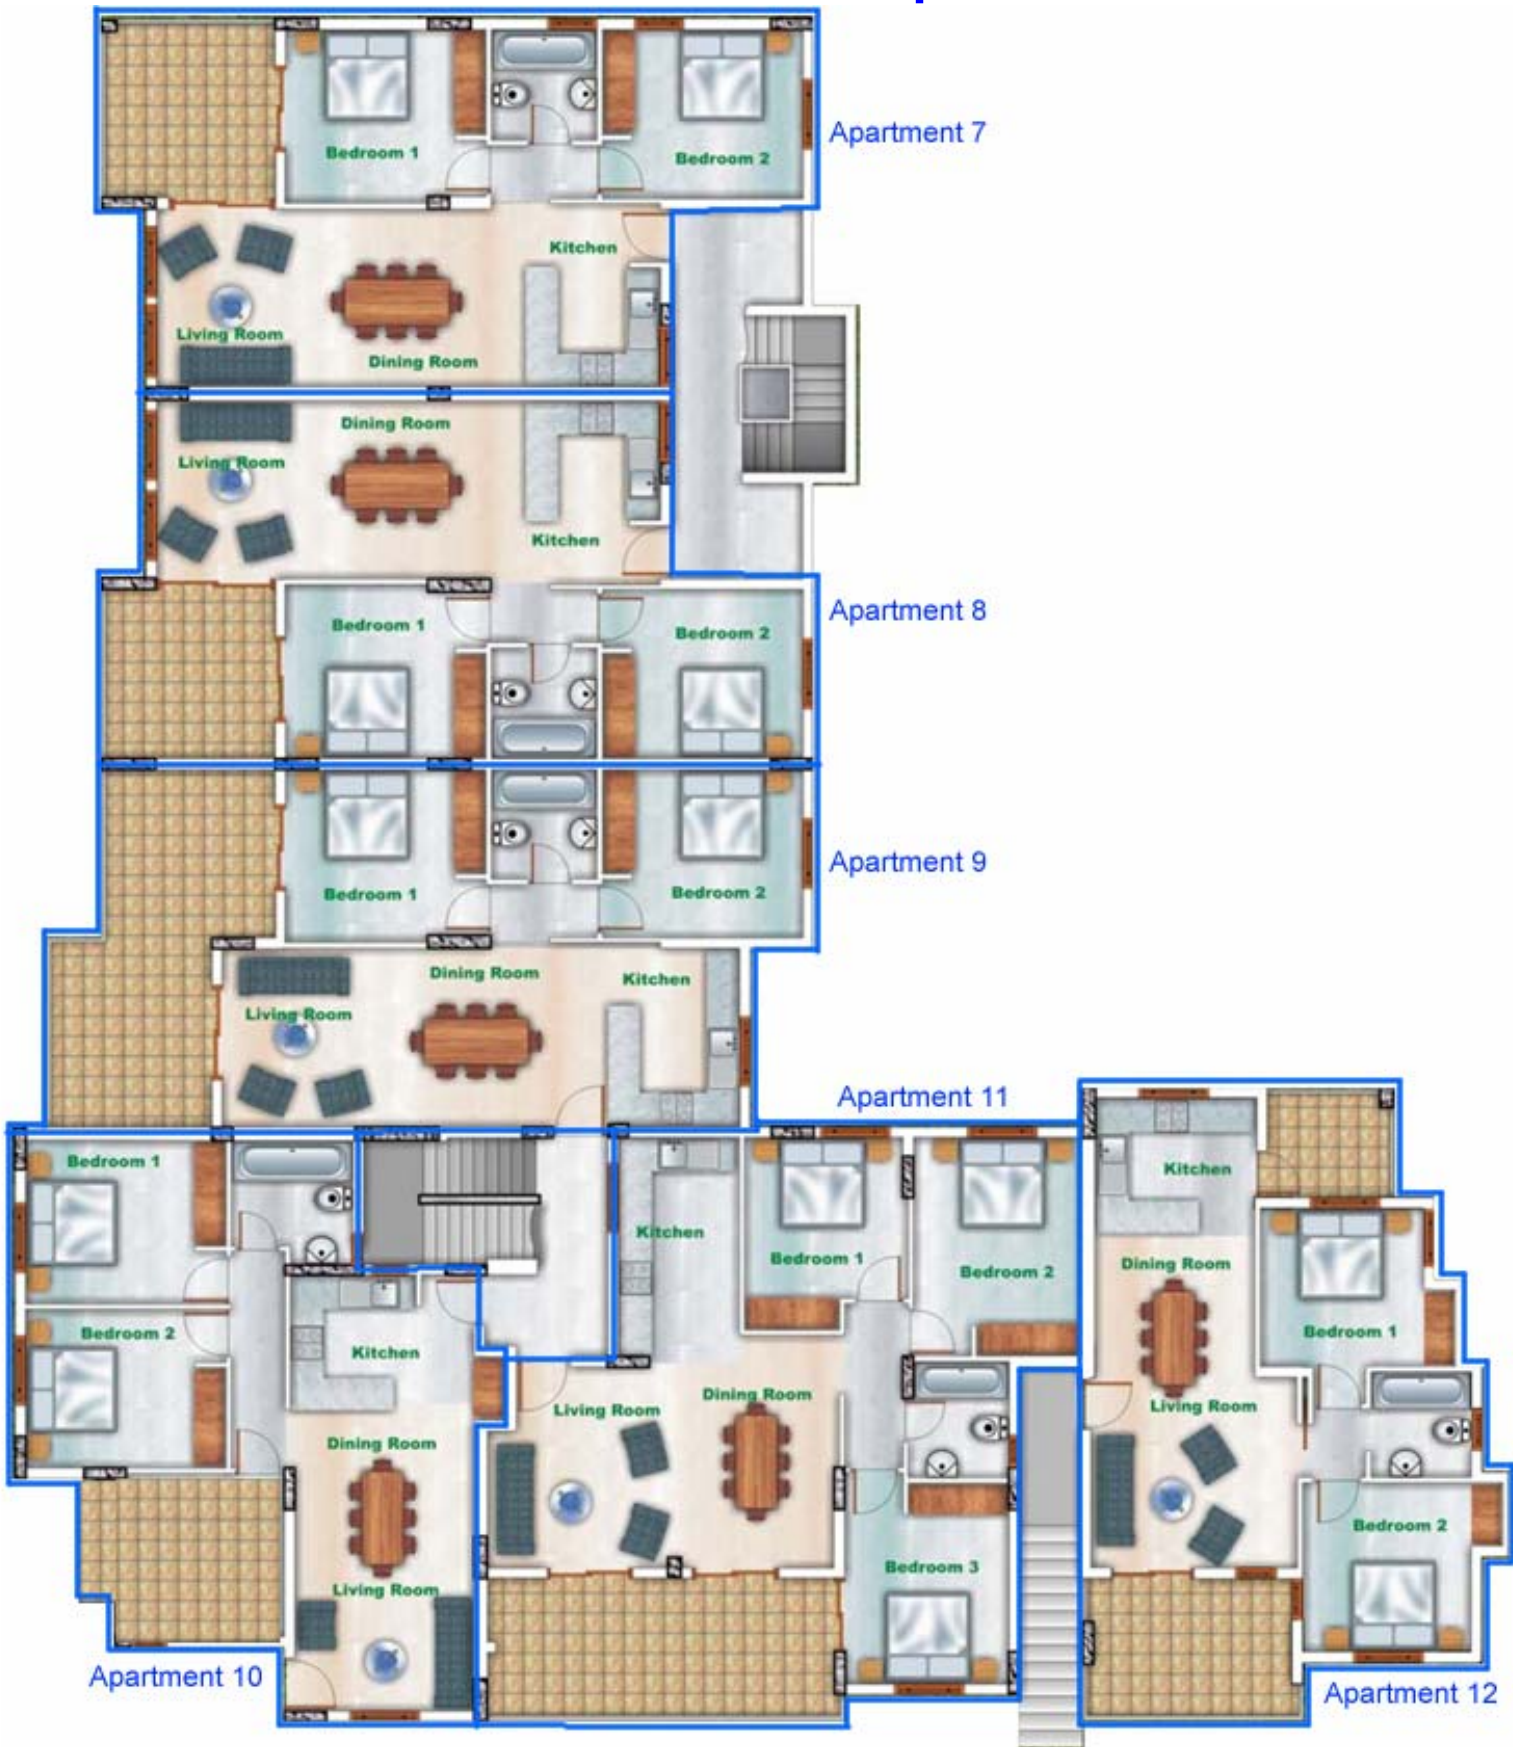 Apartment 7
Bedroom 1
Bedroom 2
Kitchen
Living Room
Dining Room
Dining Room
Living Room
Kitchen
Apartment 8
Bedroom 1
Bedroom 2
Apartment 9
Bedroom 1
Bedroom 2
Dining Room
Kitchen
Living Room
Apartment 11
Bedroom 1
Kitchen
Kitchen
Bedroom 1
Bedroom 2
Dining Room
Bedroom 2
Kitchen
Bedroom 1
Living Room
Dining Room
Living Room
Dining Room
Bedroom 2
Bedroom 3
Living Room
Apartment 10
Apartment 12